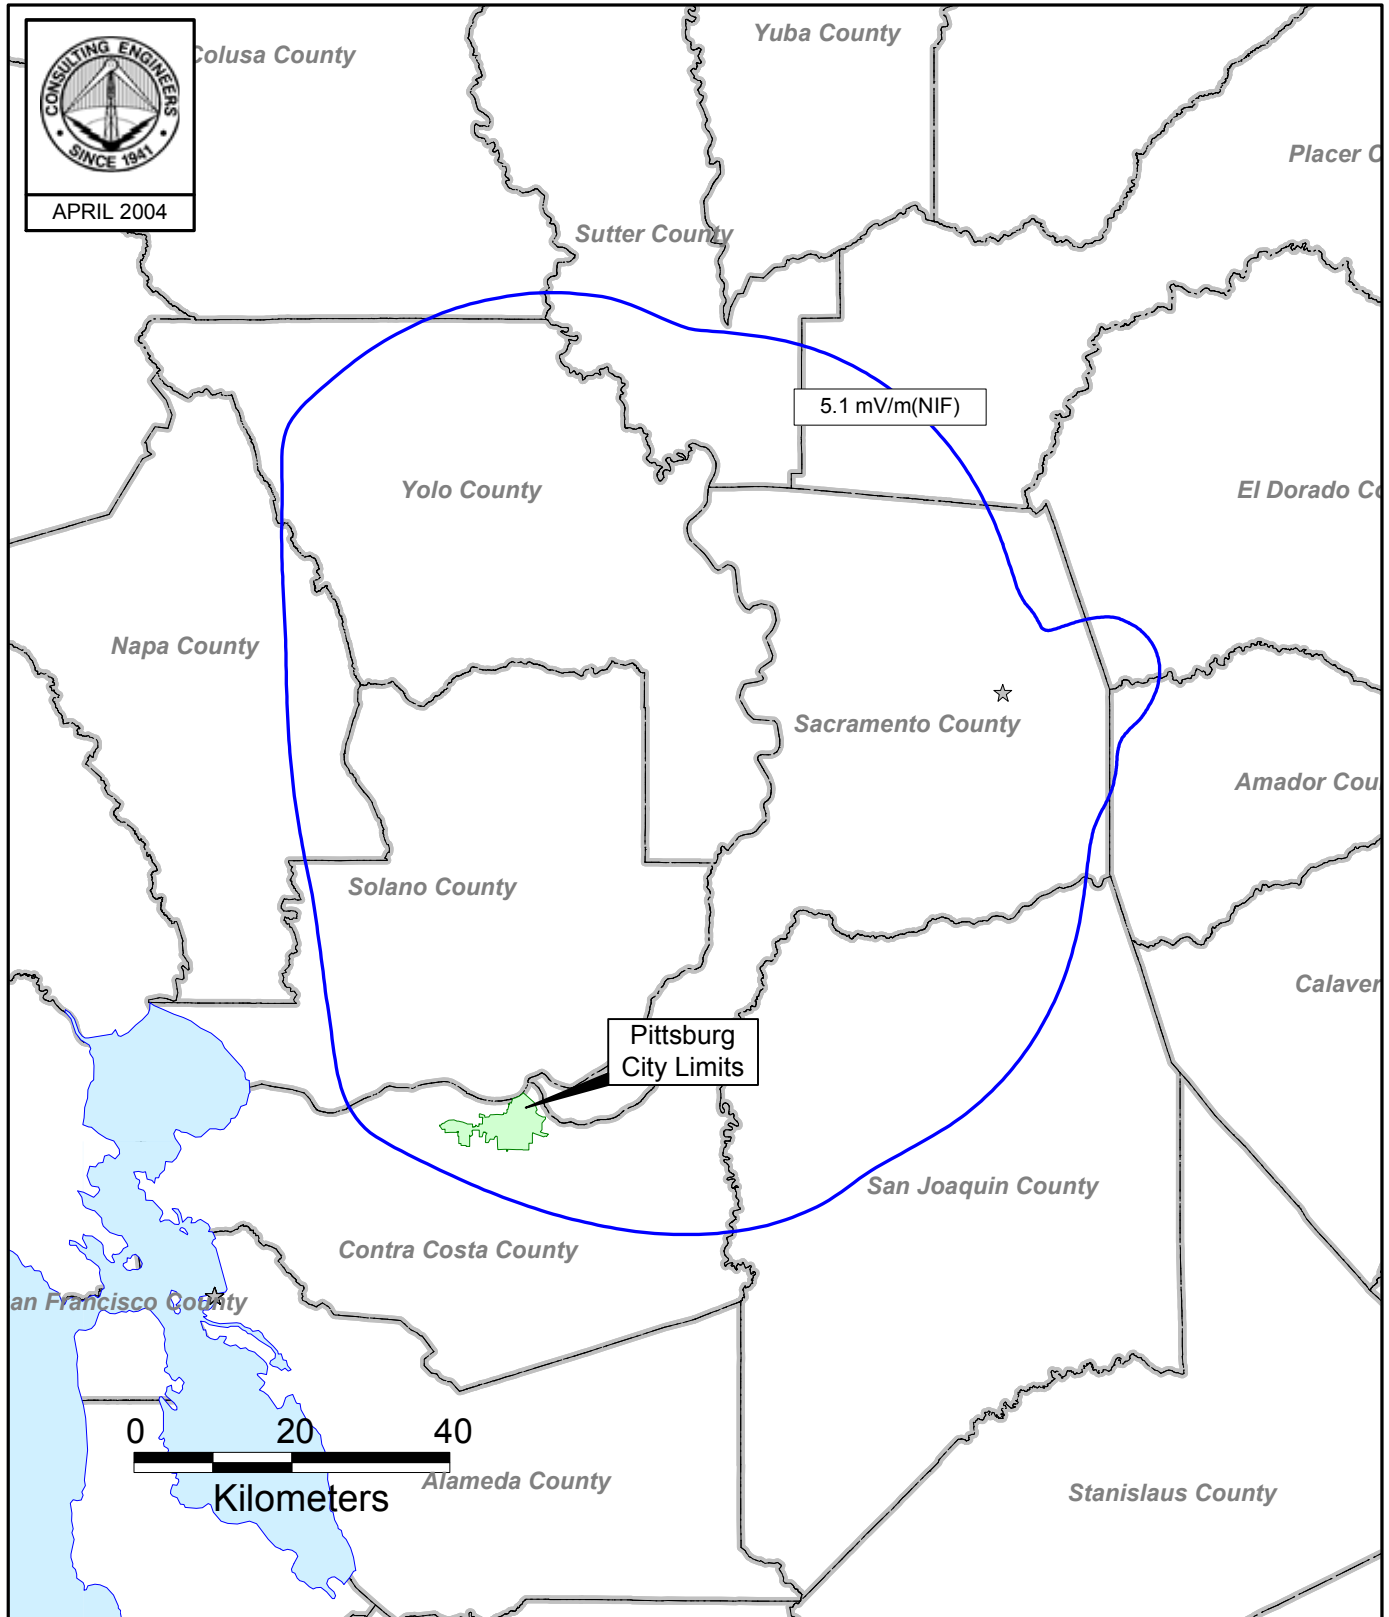 CONSULTING ENGINEERS
SINCE 1941
APRIL 2004
Colusa County
Yuba County
Placer C
Sutter County
5.1 mV/m(NIF)
Yolo County
El Dorado Co
Napa County
Sacramento County
Amador Cou
Solano County
Calaver
Pittsburg
City Limits
San Joaquin County
Contra Costa County
an Francisco County
0 20 40
Kilometers
Alameda County
Stanislaus County